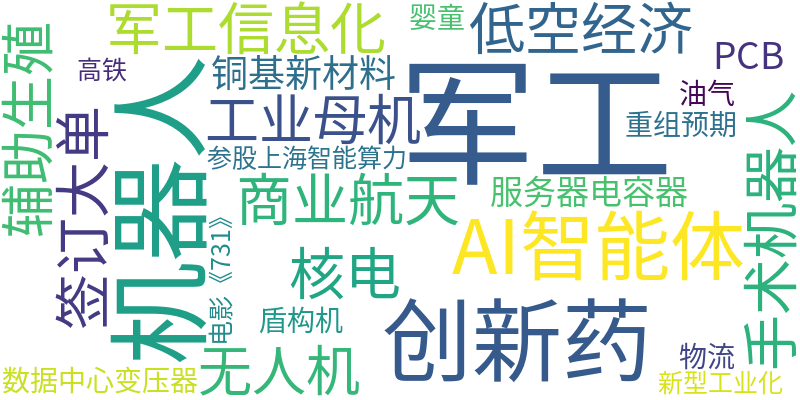 军工信息化
婴童
低空经济
PCB
高铁
铜基新材料
军工
油气
辅助生殖
机器人
工业母机
重组预期
签订大单
参股上海智能算力
商业航天
服务器电容器
手术机器人
AI智能体
电影《731》
核电
创新药
盾构机
无人机
物流
数据中心变压器
新型工业化